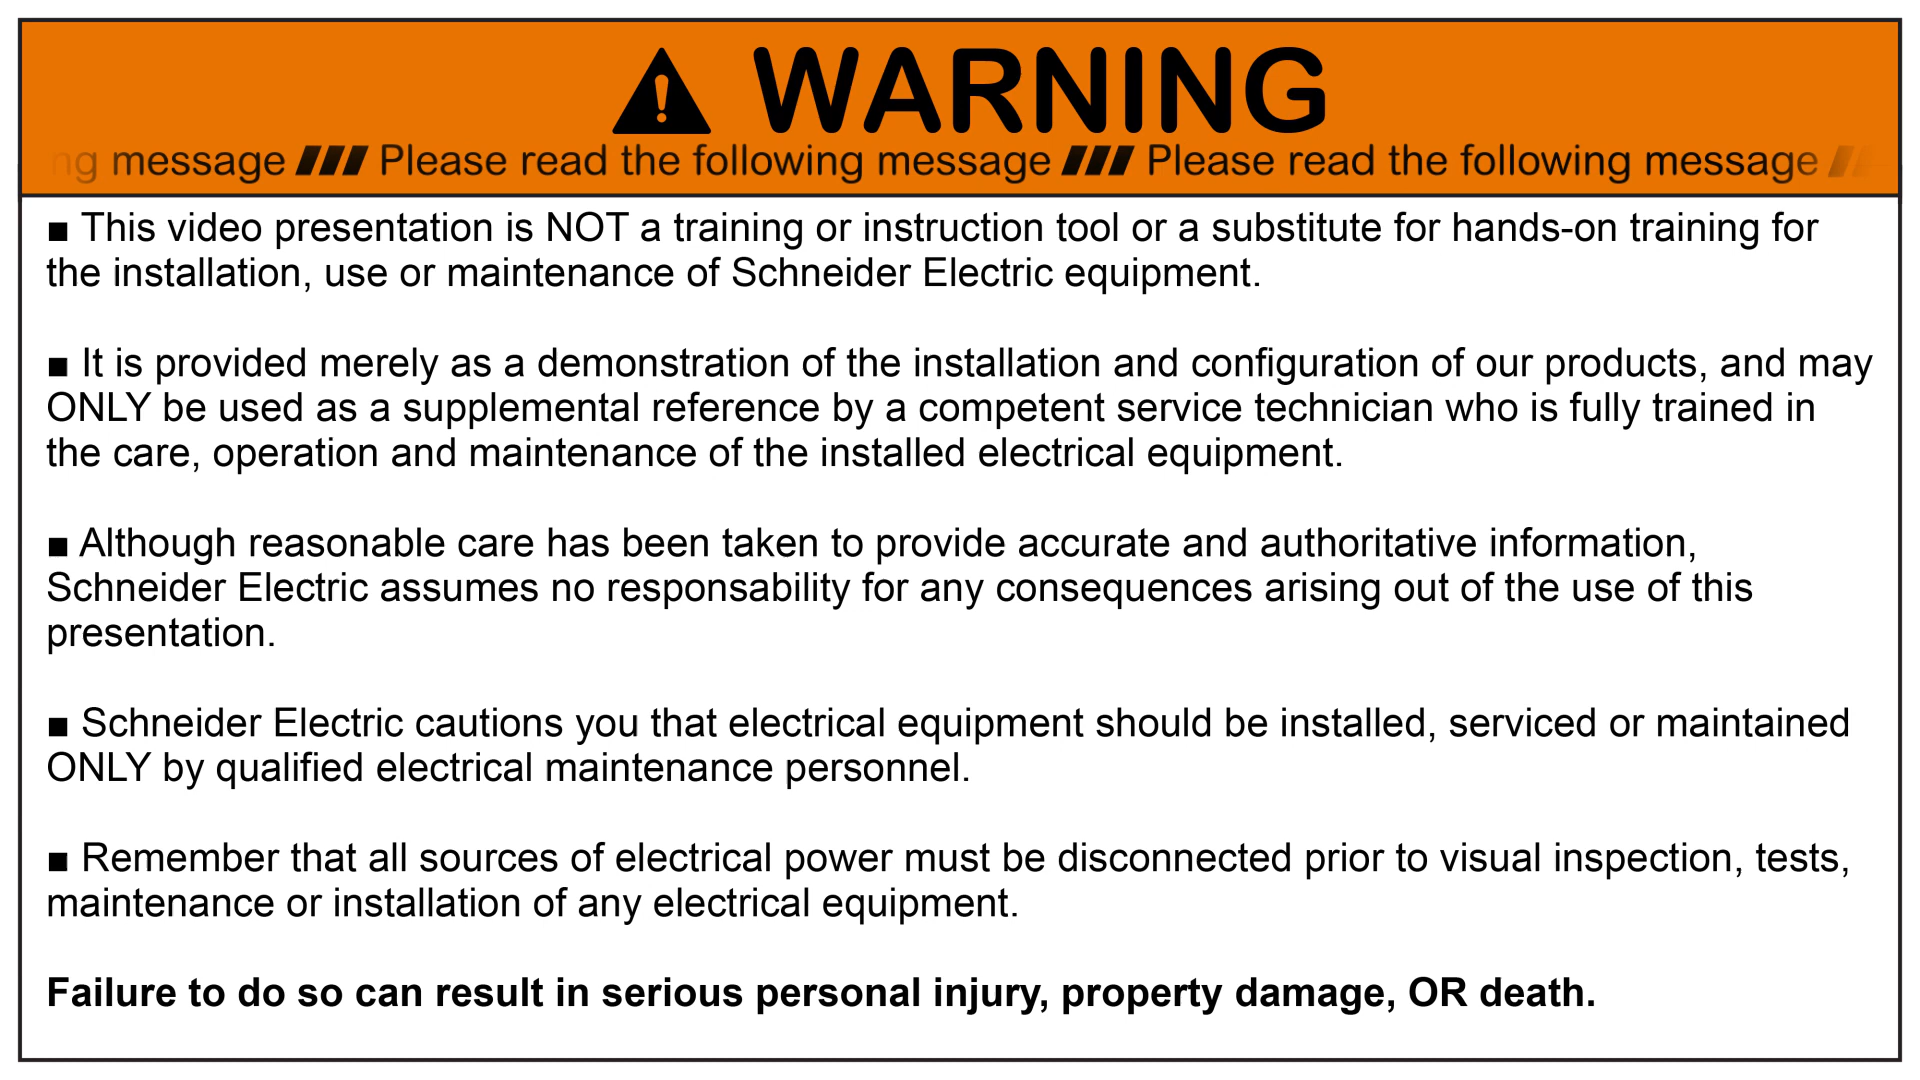 WARNING
ng message Please read the following message Please read the following message
■ This video presentation is NOT a training or instruction tool or a substitute for hands-on training for
the installation, use or maintenance of Schneider Electric equipment.
■ It is provided merely as a demonstration of the installation and configuration of our products, and may
ONLY be used as a supplemental reference by a competent service technician who is fully trained in
the care, operation and maintenance of the installed electrical equipment.
■ Although reasonable care has been taken to provide accurate and authoritative information,
Schneider Electric assumes no responsability for any consequences arising out of the use of this
presentation.
■ Schneider Electric cautions you that electrical equipment should be installed, serviced or maintained
ONLY by qualified electrical maintenance personnel.
■ Remember that all sources of electrical power must be disconnected prior to visual inspection, tests,
maintenance or installation of any electrical equipment.
Failure to do so can result in serious personal injury, property damage, OR death.